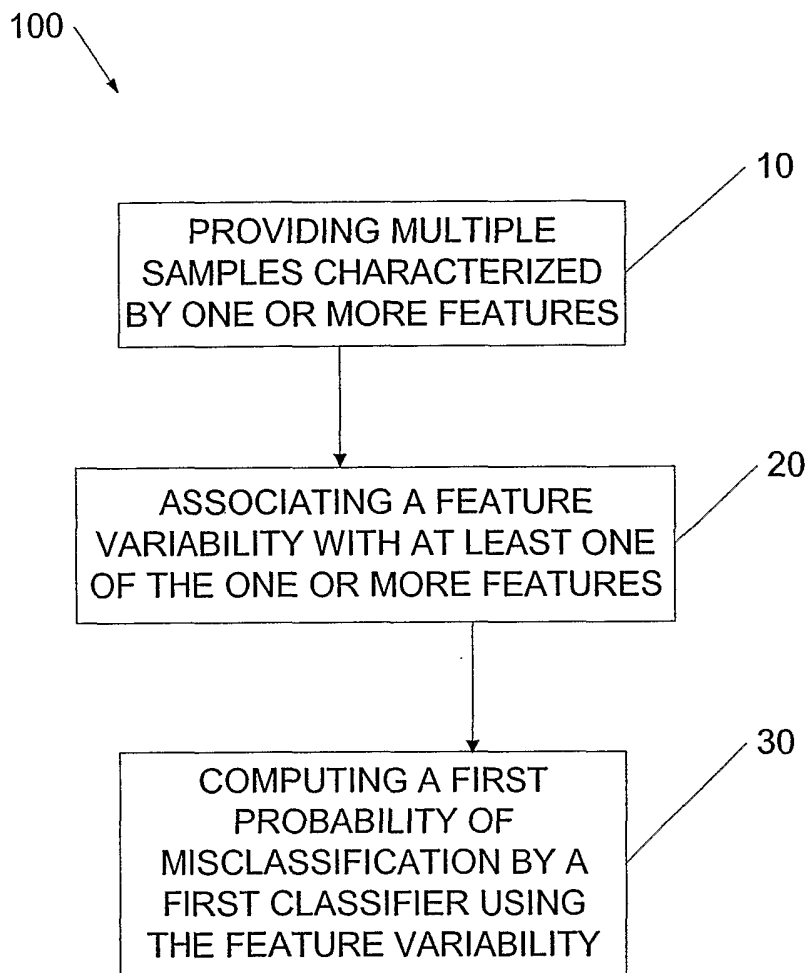 100
10
PROVIDING MULTIPLE
SAMPLES CHARACTERIZED
BY ONE OR MORE FEATURES
20
ASSOCIATING A FEATURE
VARIABILITY WITH AT LEAST ONE
OF THE ONE OR MORE FEATURES
30
COMPUTING A FIRST
PROBABILITY OF
MISCLASSIFICATION BY A
FIRST CLASSIFIER USING
THE FEATURE VARIABILITY